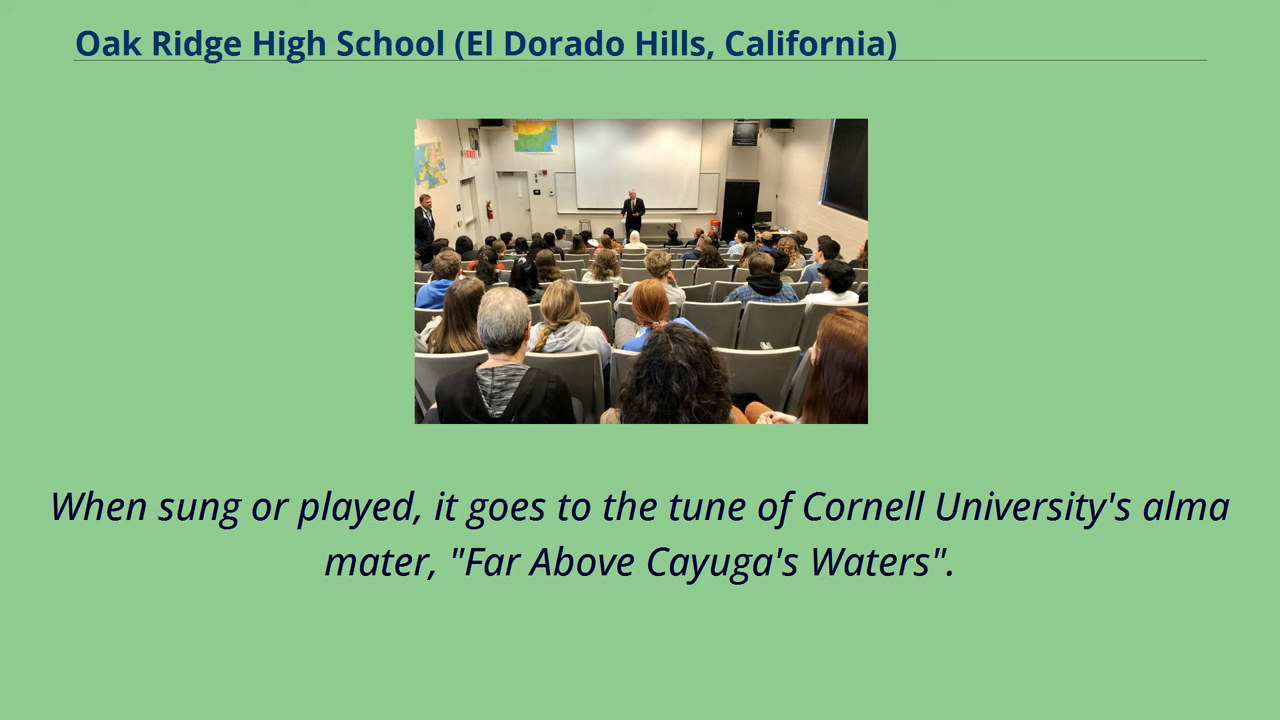 Oak Ridge High School (El Dorado Hills, California)
EXIT
When sung or played, it goes to the tune of Cornell University's alma
mater, "Far Above Cayuga's Waters".